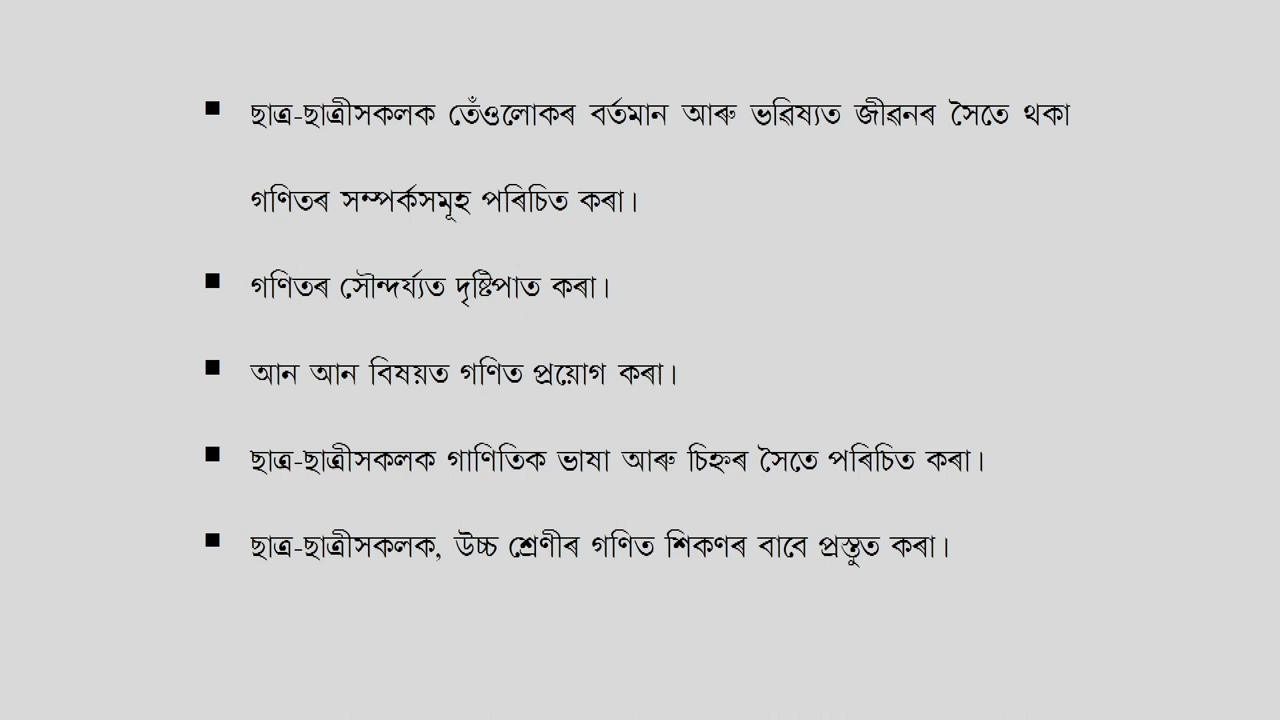 ▪ ছাত্ৰ-ছাত্ৰীসকলক তেঁওলোকৰ বৰ্তমান আৰু ভৱিষ্যত জীৱনৰ সৈতে থকা
গণিতৰ সম্পৰ্কসমূহ পৰিচিত কৰা।
▪ গণিতৰ সৌন্দৰ্য্যত দৃষ্টিপাত কৰা।
▪ আন আন বিষয়ত গণিত প্ৰয়োগ কৰা।
▪ ছাত্ৰ-ছাত্ৰীসকলক গাণিতিক ভাষা আৰু চিহ্নৰ সৈতে পৰিচিত কৰা।
▪ ছাত্ৰ-ছাত্ৰীসকলক, উচ্চ শ্ৰেণীৰ গণিত শিকণৰ বাবে প্ৰস্তুত কৰা।